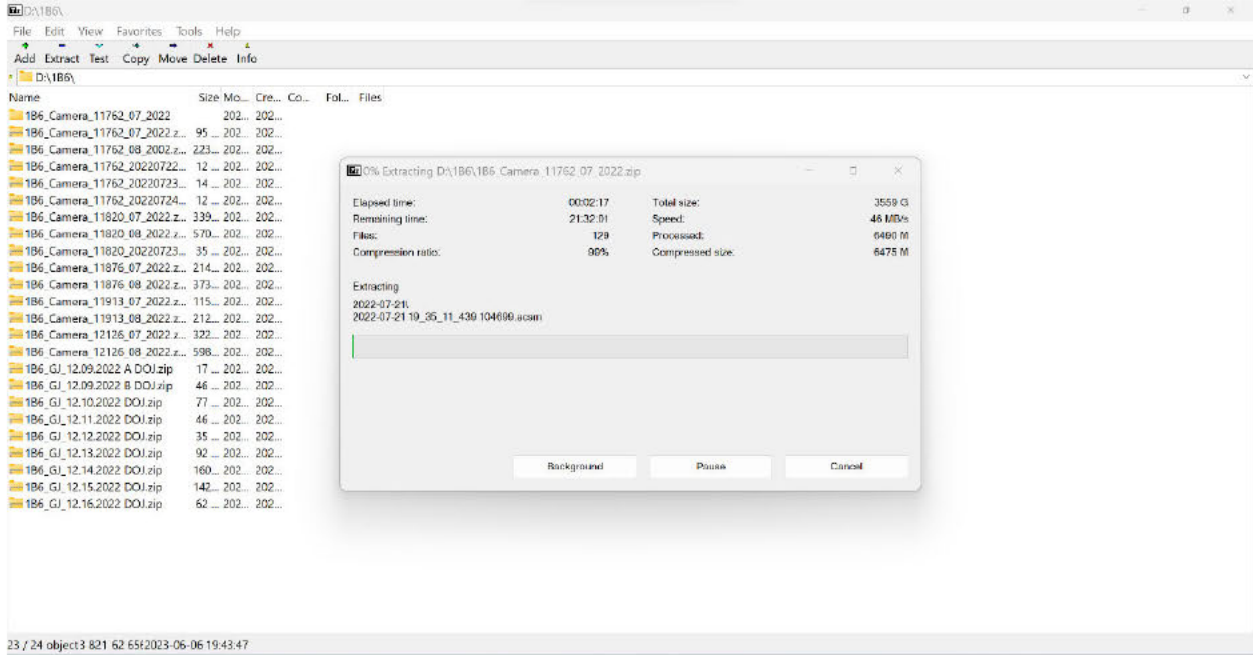 D:\1B6\
File Edit View Favorites Tools Help
Add Extract Test Copy Move Delete Info
D:\1B6\
Name Size Mo... Cre... Co... Fol... Files
1B6_Camera_11762_07_2022 202... 202...
1B6_Camera_11762_07_2022.z... 95 ... 202... 202...
1B6_Camera_11762_08_2002.z... 223... 202... 202...
1B6_Camera_11762_20220722... 12 ... 202... 202...
1B6_Camera_11762_20220723... 14 ... 202... 202...
1B6_Camera_11762_20220724... 12 ... 202... 202...
1B6_Camera_11820_07_2022.z... 339... 202... 202...
1B6_Camera_11820_08_2022.z... 570... 202... 202...
1B6_Camera_11820_20220723... 35 ... 202... 202...
1B6_Camera_11876_07_2022.z... 214... 202... 202...
1B6_Camera_11876_08_2022.z... 373... 202... 202...
1B6_Camera_11913_07_2022.z... 115... 202... 202...
1B6_Camera_11913_08_2022.z... 212... 202... 202...
1B6_Camera_12126_07_2022.z... 322... 202... 202...
1B6_Camera_12126_08_2022.z... 598... 202... 202...
1B6_GJ_12.09.2022 A DOJ.zip 17 ... 202... 202...
1B6_GJ_12.09.2022 B DOJ.zip 46 ... 202... 202...
1B6_GJ_12.10.2022 DOJ.zip 77 ... 202... 202...
1B6_GJ_12.11.2022 DOJ.zip 46 ... 202... 202...
1B6_GJ_12.12.2022 DOJ.zip 35 ... 202... 202...
1B6_GJ_12.13.2022 DOJ.zip 92 ... 202... 202...
1B6_GJ_12.14.2022 DOJ.zip 160... 202... 202...
1B6_GJ_12.15.2022 DOJ.zip 142... 202... 202...
1B6_GJ_12.16.2022 DOJ.zip 62 ... 202... 202...
0% Extracting D:\1B6\1B6_Camera_11762_07_2022.zip
Elapsed time: 00:02:17 Total size: 3559 G
Remaining time: 21:32:01 Speed: 46 MB/s
Files: 129 Processed: 6490 M
Compression ratio: 99% Compressed size: 6475 M
Extracting
2022-07-21\
2022-07-21 19_35_11_439 104699.acsm
Background Pause Cancel
23 / 24 object3 821 62 65f2023-06-06 19:43:47